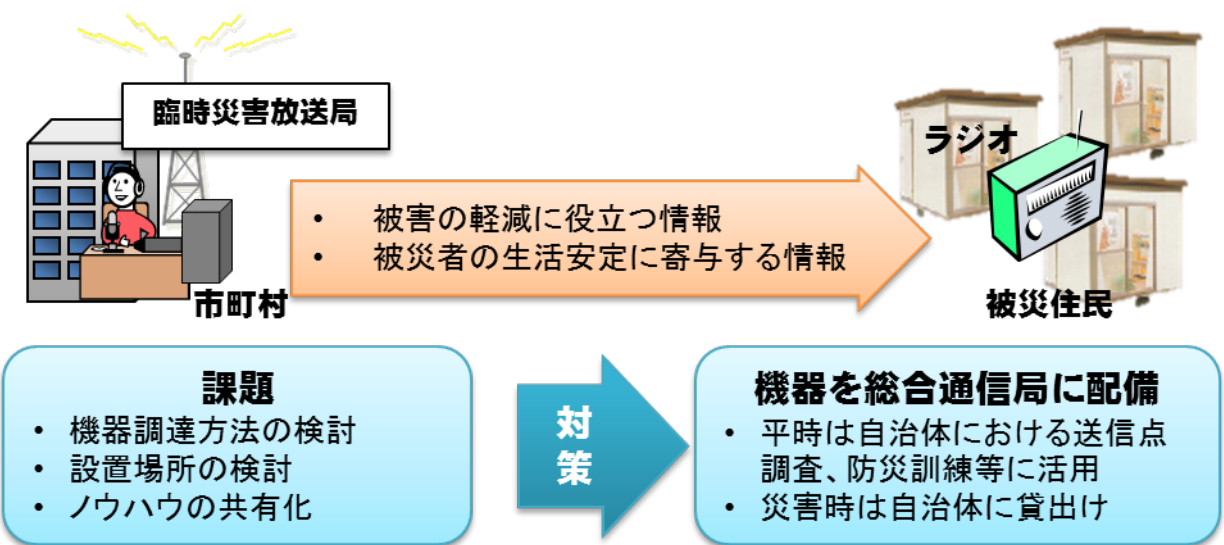 臨時災害放送局
ラジオ
• 被害の軽減に役立つ情報
• 被災者の生活安定に寄与する情報
市町村
被災住民
課題
• 機器調達方法の検討
• 設置場所の検討
• ノウハウの共有化
対
策
機器を総合通信局に配備
• 平時は自治体における送信点
調査、防災訓練等に活用
• 災害時は自治体に貸出け